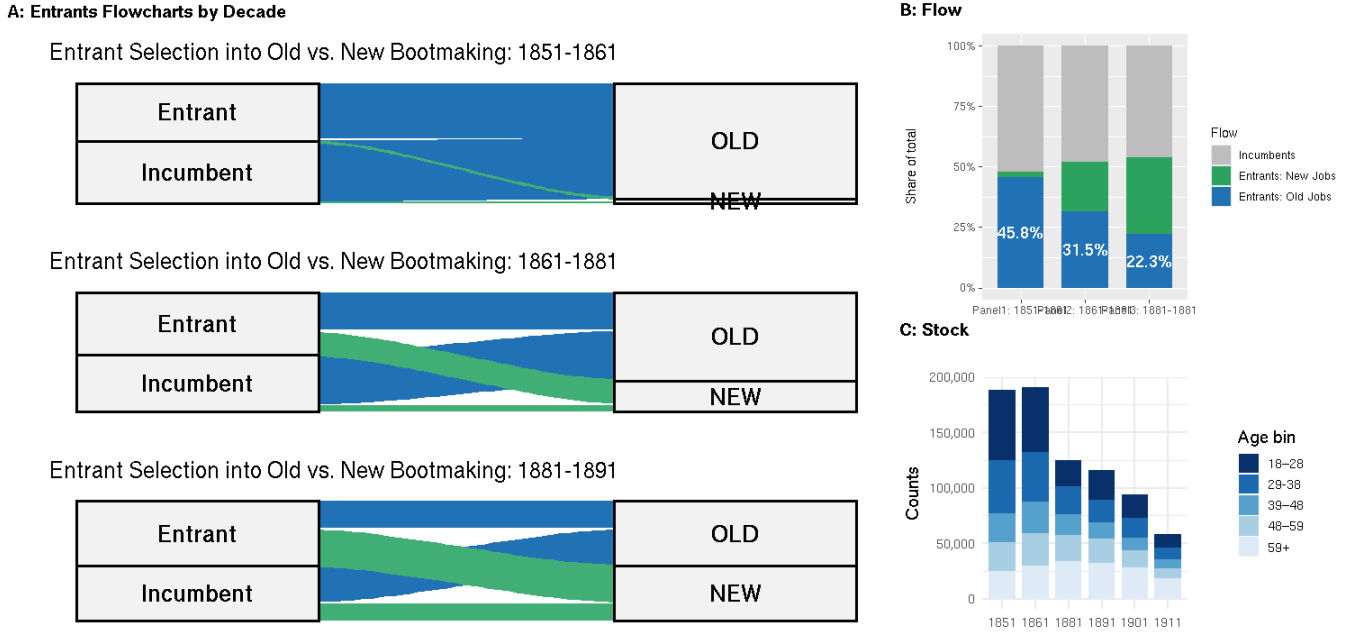 A: Entrants Flowcharts by Decade
Entrant Selection into Old vs. New Bootmaking: 1851-1861
Entrant
Incumbent
OLD
NEW
Entrant Selection into Old vs. New Bootmaking: 1861-1881
Entrant
Incumbent
OLD
NEW
Entrant Selection into Old vs. New Bootmaking: 1881-1891
Entrant
Incumbent
OLD
NEW
B: Flow
Share of total
100%
75%
50%
25%
0%
45.8%
31.5%
22.3%
Panel1: 1851-
1881-1881
Flow
Incumbents
Entrants: New Jobs
Entrants: Old Jobs
C: Stock
Counts
200,000
150,000
100,000
50,000
0
1851 1861 1881 1891 1901 1911
Age bin
18–28
29-38
39–48
48–59
59+